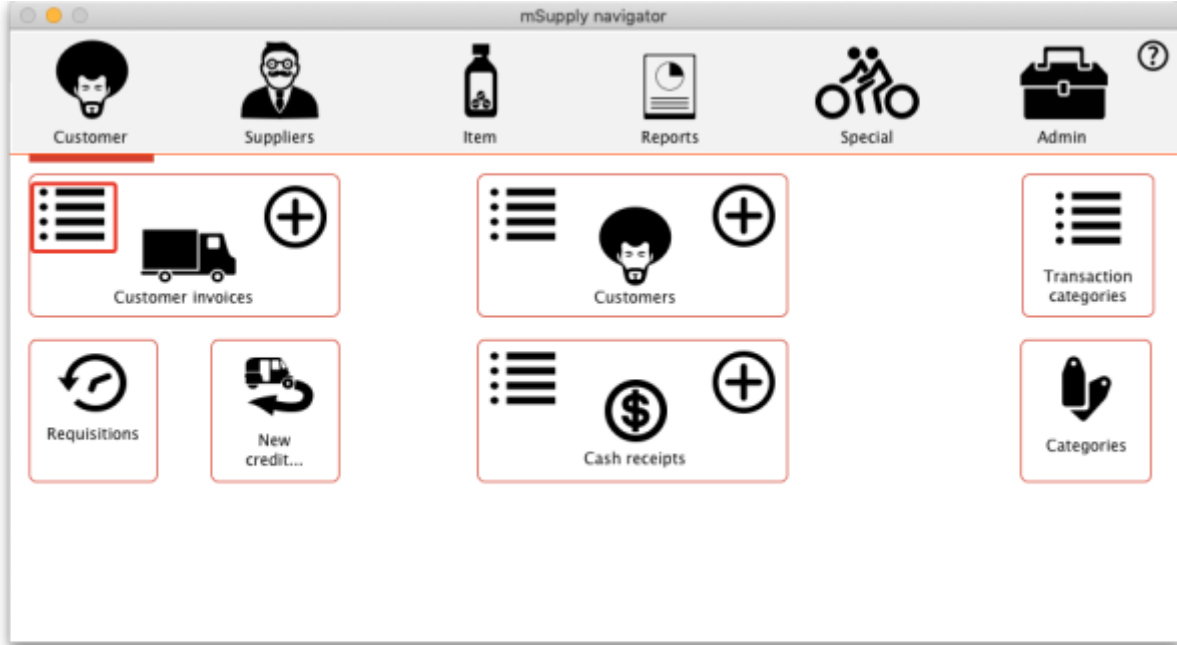 mSupply navigator
?
Customer
Suppliers
Item
Reports
Special
Admin
Customer invoices
Customers
Transaction
categories
Requisitions
New
credit...
$
Cash receipts
Categories